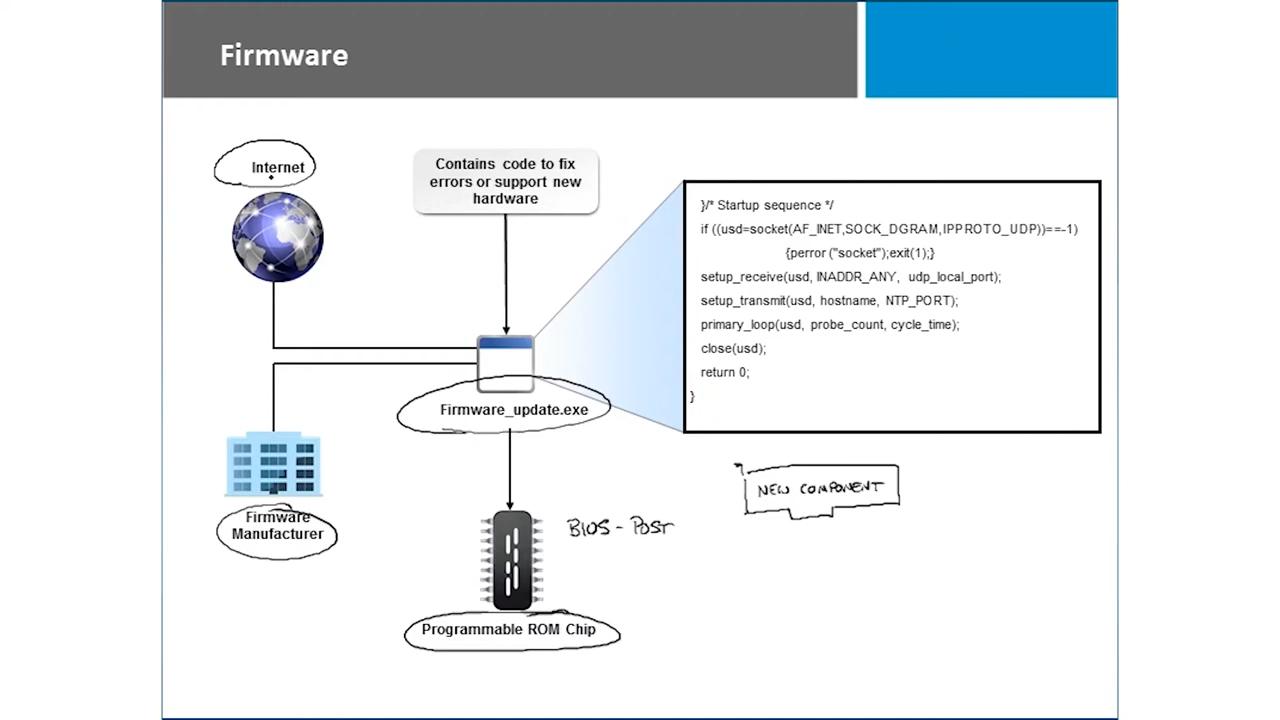 Firmware
Internet
Contains code to fix
errors or support new
hardware
}/* Startup sequence */
if ((usd=socket(AF_INET,SOCK_DGRAM,IPPROTO_UDP))==-1)
{perror ("socket");exit(1);}
setup_receive(usd, INADDR_ANY, udp_local_port);
setup_transmit(usd, hostname, NTP_PORT);
primary_loop(usd, probe_count, cycle_time);
close(usd);
return 0;
}
Firmware_update.exe
Firmware
Manufacturer
NEW COMPONENT
BIOS - POST
Programmable ROM Chip